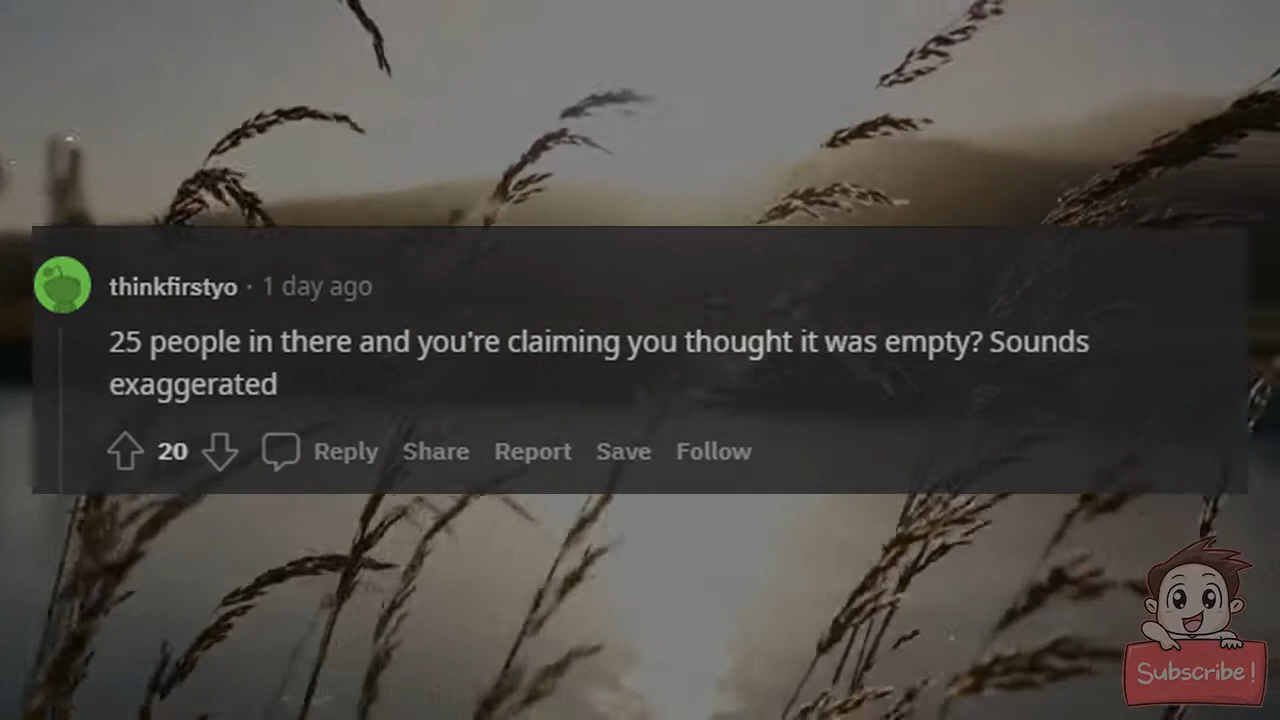 thinkfirstyo · 1 day ago
25 people in there and you're claiming you thought it was empty? Sounds
exaggerated
20 Reply Share Report Save Follow
Subscribe!